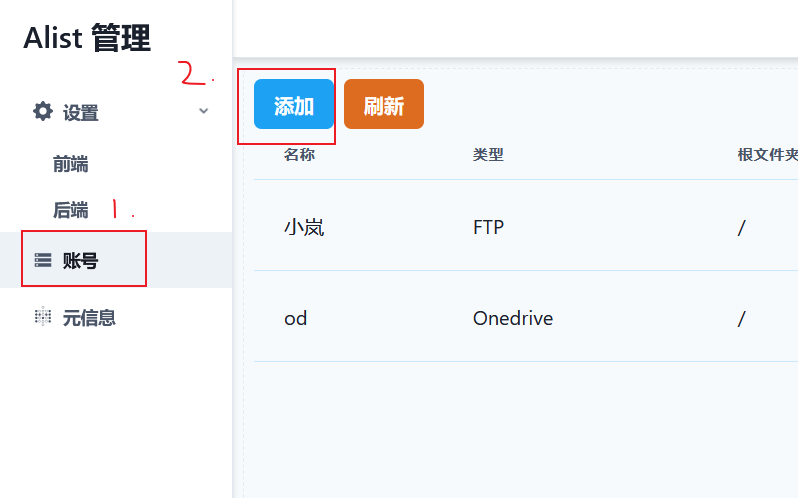 Alist 管理
2.
设置
前端
后端 1.
账号
元信息
添加 刷新
名称 类型 根文件夹
小岚 FTP /
od Onedrive /